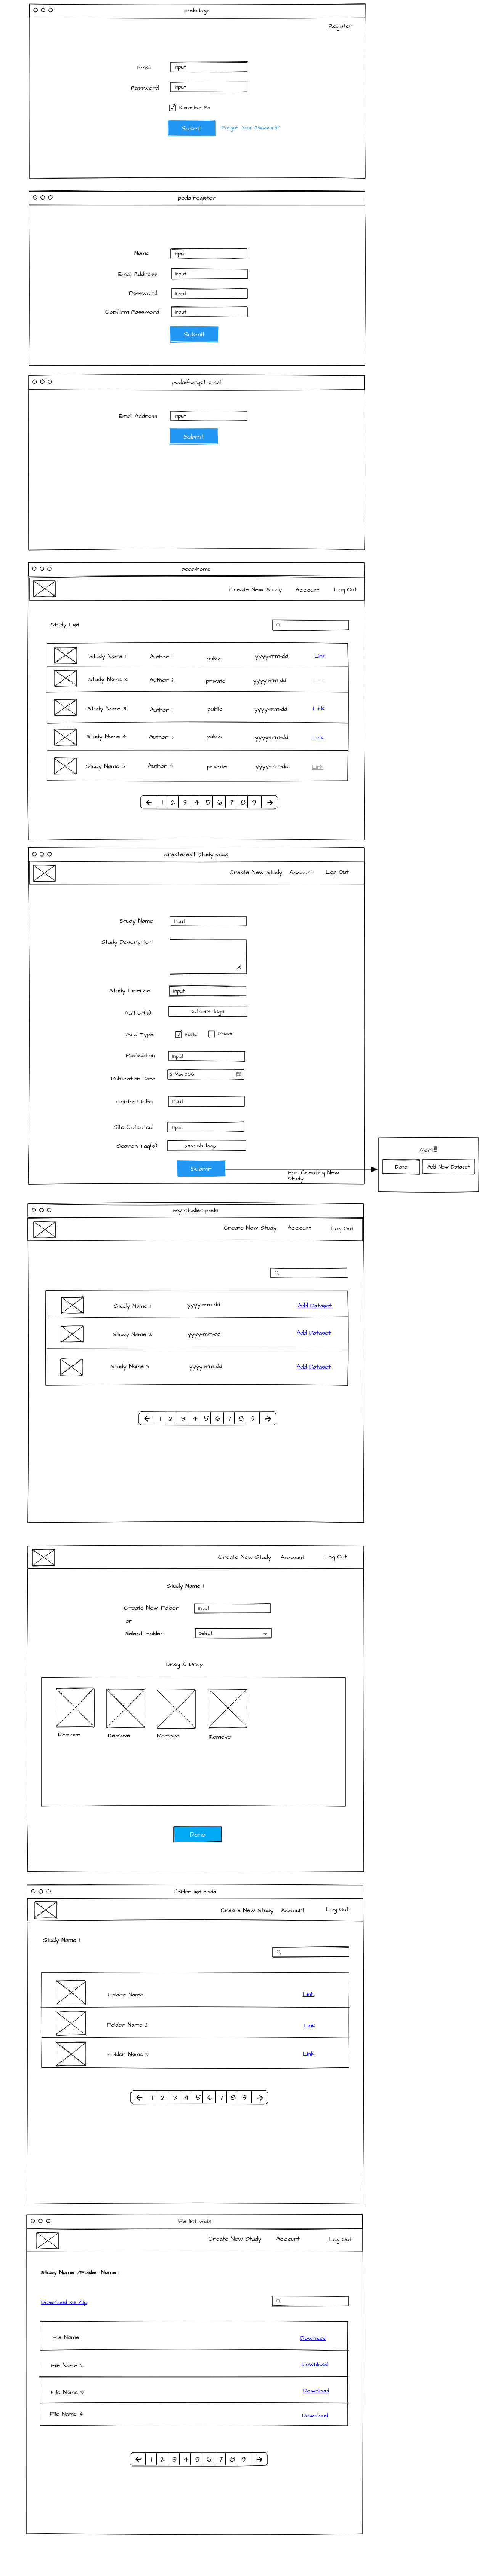 poda-login
Register
Email
Input
Password
Input
Remember Me
Submit
Forgot Your Password?
poda-register
Name
Input
Email Address
Input
Password
Input
Confirm Password
Input
Submit
poda-forget email
Email Address
Input
Submit
poda-home
Create New Study Account Log Out
Study List
Study Name 1 Author 1 public yyyy-mm-dd Link
Study Name 2 Author 2 private yyyy-mm-dd Link
Study Name 3 Author 1 public yyyy-mm-dd Link
Study Name 4 Author 3 public yyyy-mm-dd Link
Study Name 5 Author 4 private yyyy-mm-dd Link
1 2 3 4 5 6 7 8 9
create/edit study-poda
Create New Study Account Log Out
Study Name
Input
Study Description
Study Licence
Input
Author(s)
authors tags
Data Type
Public
Private
Publication
Input
Publication Date
12 May 2016
Contact Info
Input
Site Collected
Input
Search Tag(s)
search tags
Submit
For Creating New
Study
Alert!!!
Done
Add New Dataset
my studies-poda
Create New Study Account Log Out
Study Name 1 yyyy-mm-dd Add Dataset
Study Name 2 yyyy-mm-dd Add Dataset
Study Name 3 yyyy-mm-dd Add Dataset
1 2 3 4 5 6 7 8 9
Create New Study Account Log Out
Study Name 1
Create New Folder
Input
or
Select Folder
Select
Drag & Drop
Remove Remove Remove Remove
Done
folder list-poda
Create New Study Account Log Out
Study Name 1
Folder Name 1 Link
Folder Name 2 Link
Folder Name 3 Link
1 2 3 4 5 6 7 8 9
file list-poda
Create New Study Account Log Out
Study Name 1/Folder Name 1
Download as Zip
File Name 1 Download
File Name 2 Download
File Name 3 Download
File Name 4 Download
1 2 3 4 5 6 7 8 9